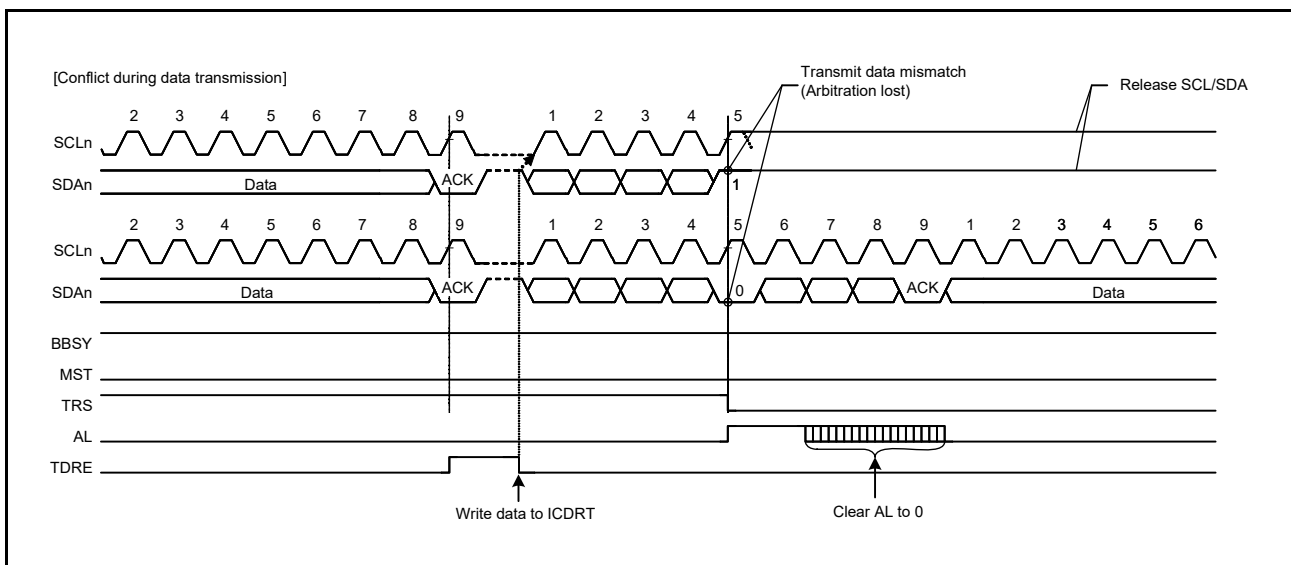 [Conflict during data transmission]
Transmit data mismatch
(Arbitration lost)
Release SCL/SDA
2 3 4 5 6 7 8 9 1 2 3 4 5
SCLn
SDAn Data ACK 1
2 3 4 5 6 7 8 9 1 2 3 4 5 6 7 8 9 1 2 3 4 5 6
SCLn
SDAn Data ACK 0 ACK Data
BBSY
MST
TRS
AL
TDRE
Write data to ICDRT Clear AL to 0